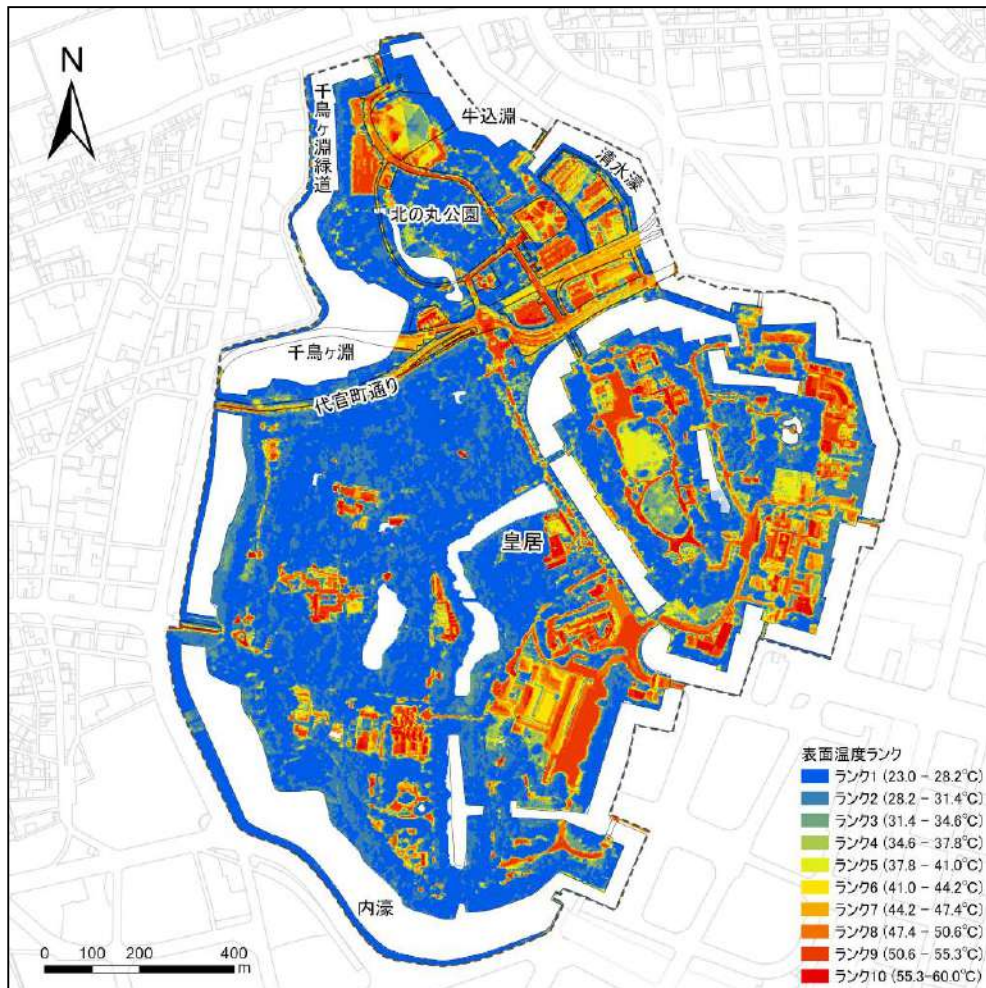 N
千鳥ヶ淵緑道
牛込淵
清水濠
北の丸公園
千鳥ヶ淵
代官町通り
皇居
内濠
0 100 200 400
m
表面温度ランク
ランク1 (23.0 - 28.2℃)
ランク2 (28.2 - 31.4℃)
ランク3 (31.4 - 34.6℃)
ランク4 (34.6 - 37.8℃)
ランク5 (37.8 - 41.0℃)
ランク6 (41.0 - 44.2℃)
ランク7 (44.2 - 47.4℃)
ランク8 (47.4 - 50.6℃)
ランク9 (50.6 - 55.3℃)
ランク10 (55.3-60.0℃)